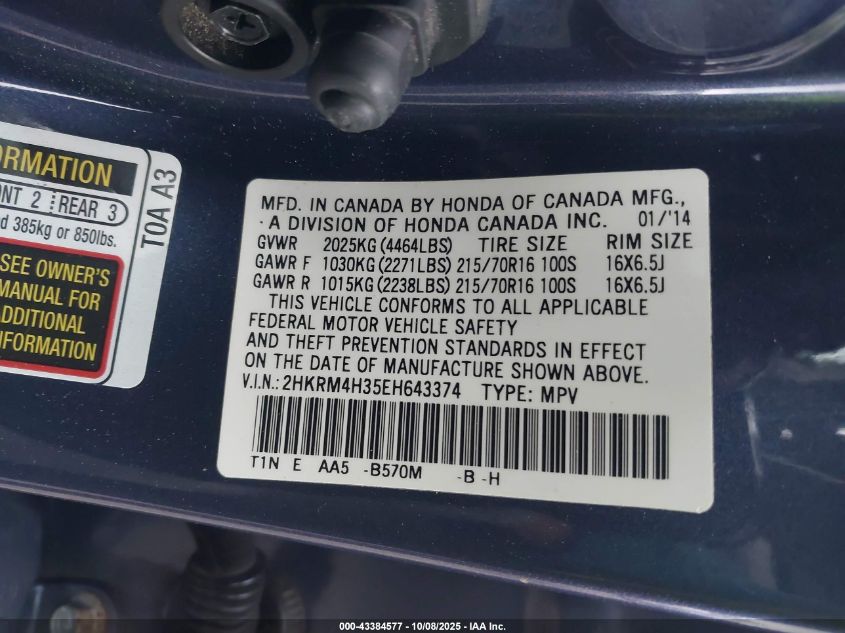 ORMATION
NT 2 REAR 3
d 385kg or 850lbs.
SEE OWNER'S
MANUAL FOR
ADDITIONAL
NFORMATION
T0A A3
MFD. IN CANADA BY HONDA OF CANADA MFG.,
A DIVISION OF HONDA CANADA INC. 01/'14
GVWR 2025KG(4464LBS) TIRE SIZE RIM SIZE
GAWR F 1030KG(2271LBS) 215/70R16 100S 16X6.5J
GAWR R 1015KG(2238LBS) 215/70R16 100S 16X6.5J
THIS VEHICLE CONFORMS TO ALL APPLICABLE
FEDERAL MOTOR VEHICLE SAFETY
AND THEFT PREVENTION STANDARDS IN EFFECT
ON THE DATE OF MANUFACTURE SHOWN ABOVE.
V.I.N.: 2HKRM4H35EH643374 TYPE: MPV
T1N E AA5 -B570M -B -H
000-43384577 - 10/08/2025 - IAA Inc.